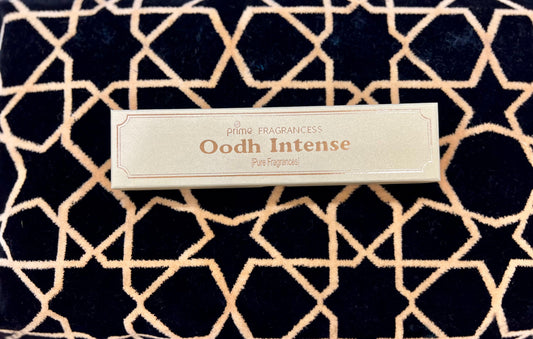 prime FRAGRANCESS
Oodh Intense
[Pure Fragrances]